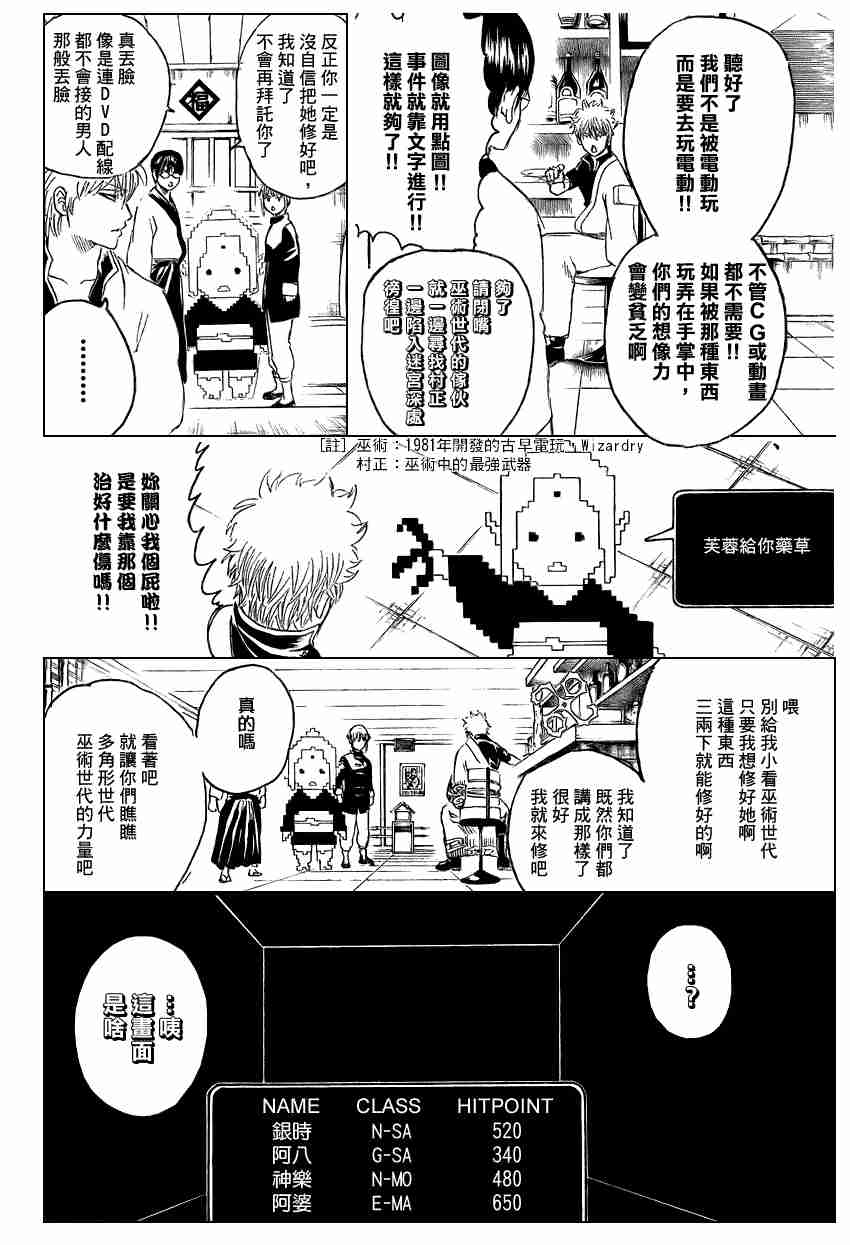 聽好了
我們不是被電動玩
而是要去玩電動!!
不管CG或動畫
都不需要!!
如果被那種東西
玩弄在手掌中，
你們的想像力
會變貧乏啊
圖像就用點圖!!
事件就靠文字進行!!
這樣就夠了!!
夠了
請閉嘴
巫術世代的傢伙
就一邊尋找村正
一邊陷入迷宮深處
徬徨吧
福
反正你一定是
沒自信把她修好吧，
我知道了
不會再拜託你了
真丟臉
像是連DVD配線
都不會接的男人
那般丟臉
………
[註] 巫術：1981年開發的古早電玩 Wizardry
村正：巫術中的最強武器
芙蓉給你藥草
妳關心我個屁啦!!
是要我靠那個
治好什麼傷嗎!!
喂
別給我小看巫術世代
只要我想修好她啊
這種東西
三兩下就能修好的啊
我知道了
既然你們都
講成那樣了
很好
我就來修吧
真的嗎
看著吧
就讓你們瞧瞧
多角形世代
巫術世代的力量吧
…?
…咦
這畫面
是啥
NAME CLASS HITPOINT
銀時 N-SA 520
阿八 G-SA 340
神樂 N-MO 480
阿婆 E-MA 650